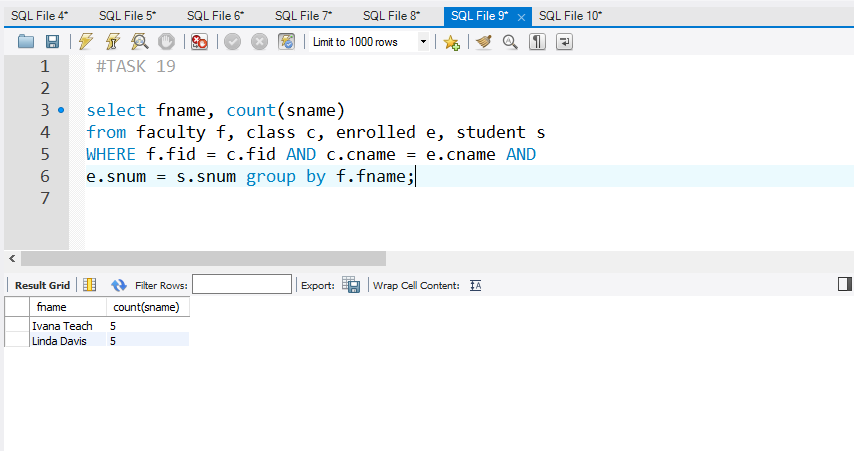 SQL File 4* SQL File 5* SQL File 6* SQL File 7* SQL File 8* SQL File 9* × SQL File 10*
Limit to 1000 rows
1 #TASK 19
2
3 select fname, count(sname)
4 from faculty f, class c, enrolled e, student s
5 WHERE f.fid = c.fid AND c.cname = e.cname AND
6 e.snum = s.snum group by f.fname;
7
Result Grid Filter Rows: Export: Wrap Cell Content:
fname count(sname)
Ivana Teach 5
Linda Davis 5